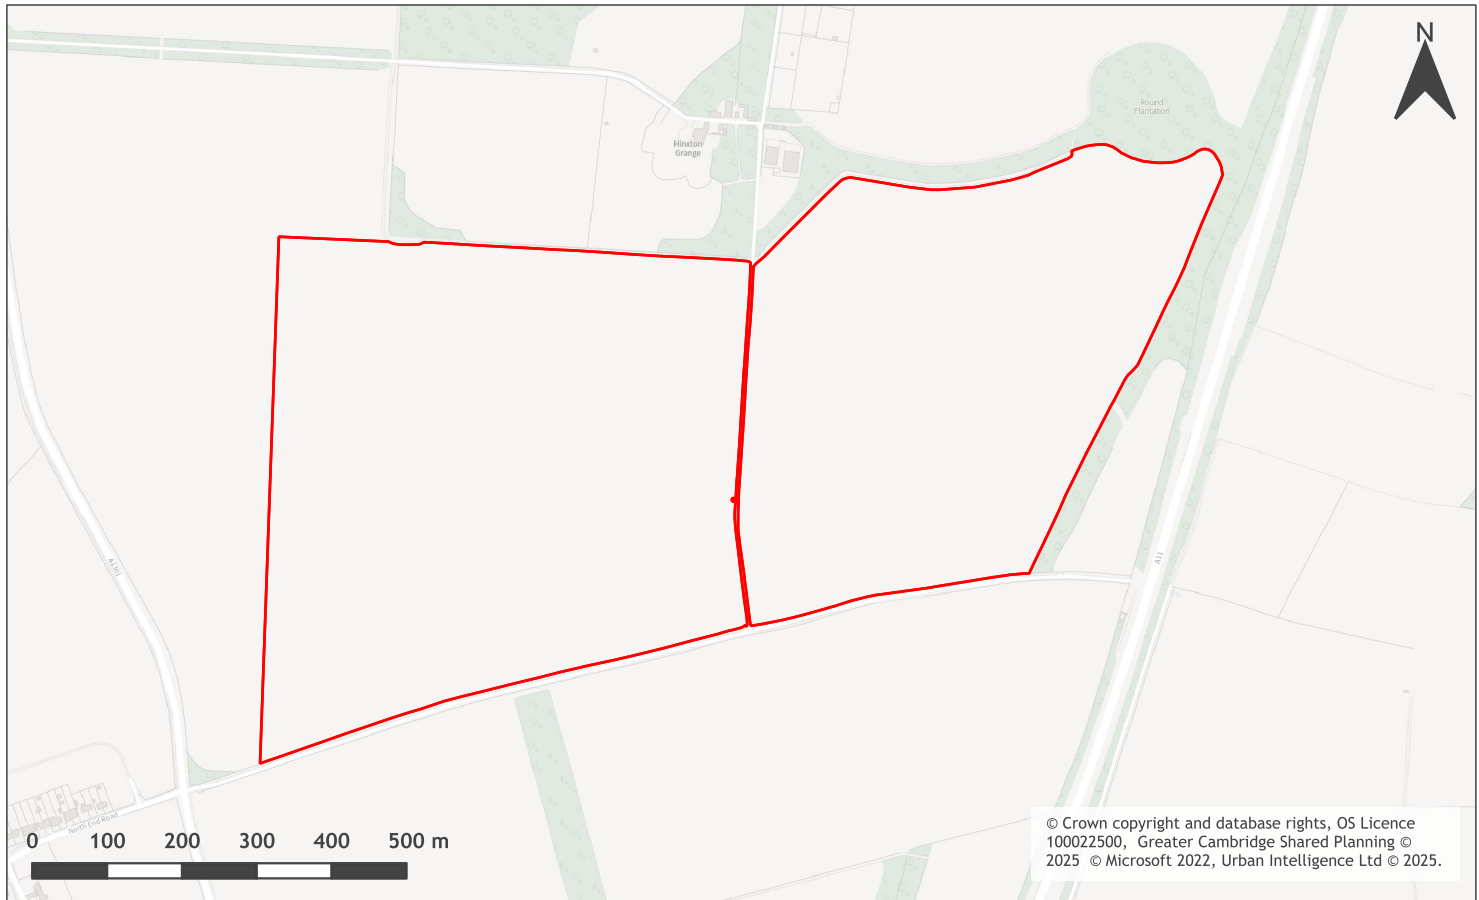 N
Round
Plantation
Hinxton
Grange
A1301
A11
North End Road
0 100 200 300 400 500 m
© Crown copyright and database rights, OS Licence
100022500, Greater Cambridge Shared Planning ©
2025 © Microsoft 2022, Urban Intelligence Ltd © 2025.